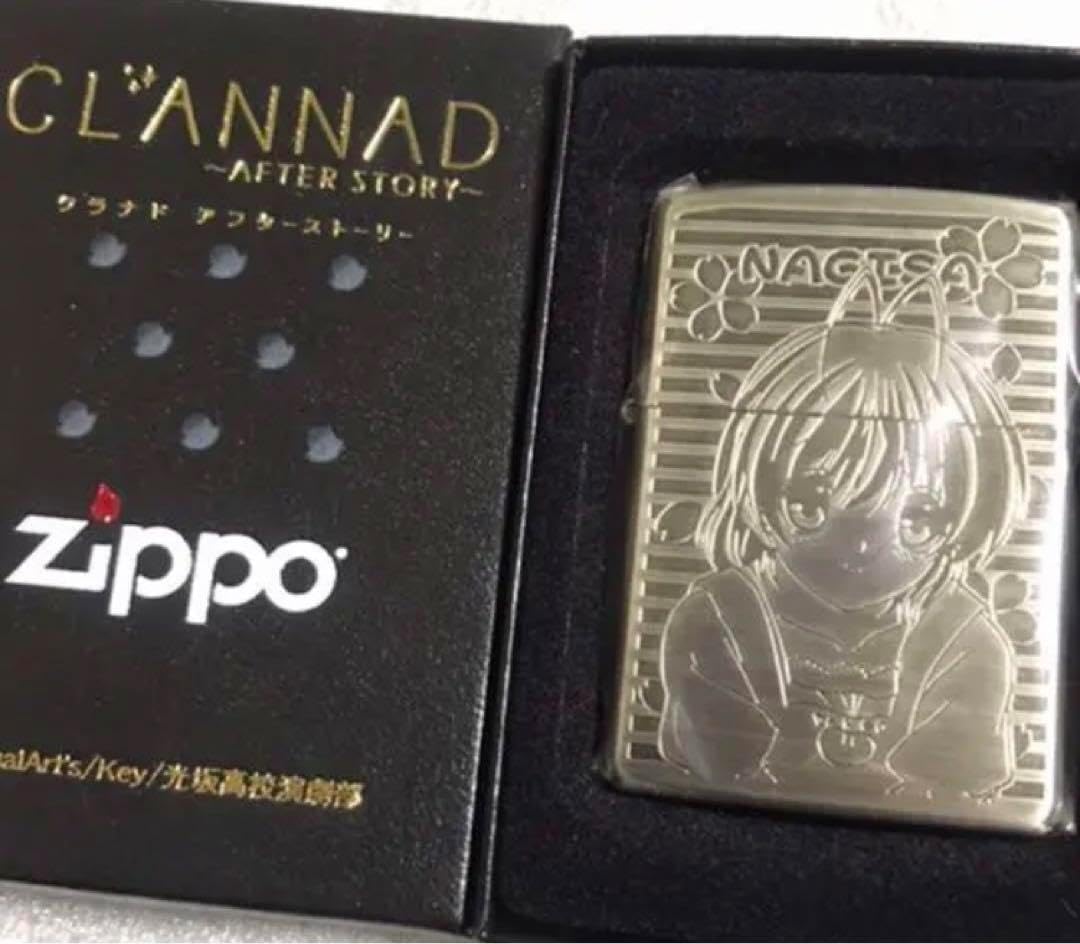 CLANNAD
~AFTER STORY~
クラナド アフターストーリー
zippo
alArt's/Key/光坂高校演劇部
NAGISA